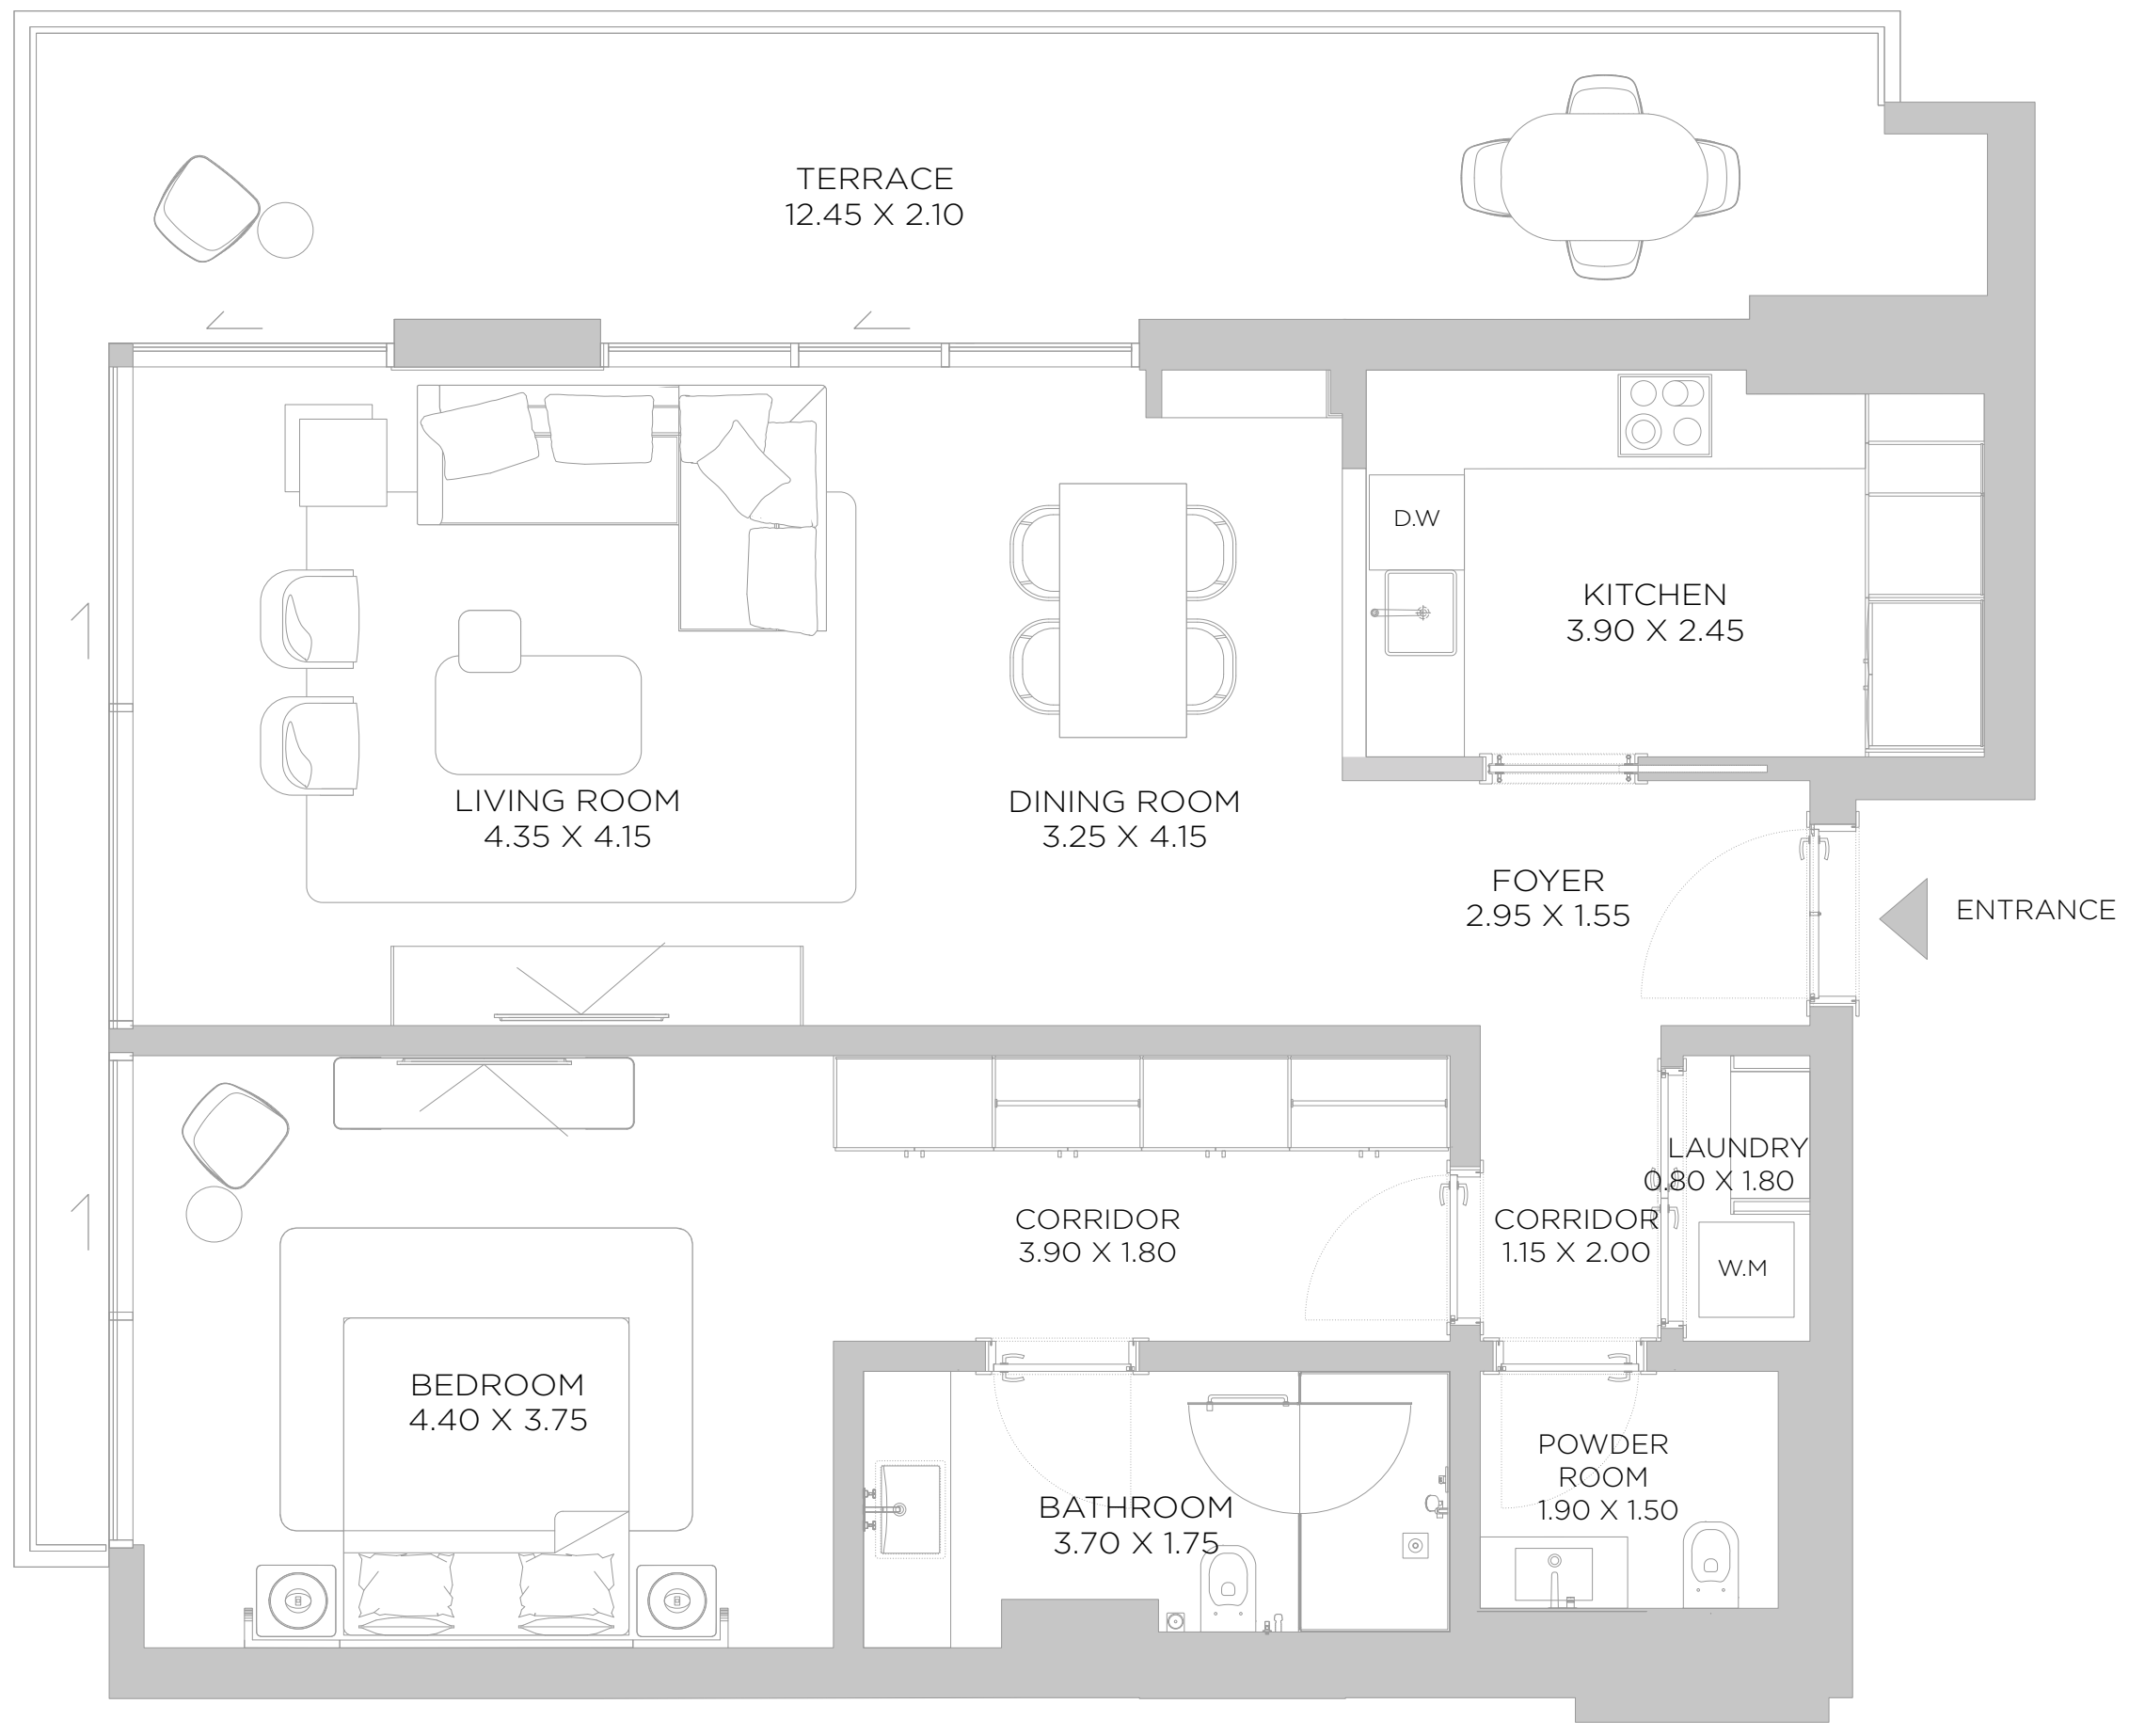 TERRACE
12.45 X 2.10
D.W
KITCHEN
3.90 X 2.45
LIVING ROOM
4.35 X 4.15
DINING ROOM
3.25 X 4.15
FOYER
2.95 X 1.55
ENTRANCE
LAUNDRY
0.80 X 1.80
CORRIDOR
3.90 X 1.80
CORRIDOR
1.15 X 2.00
W.M
BEDROOM
4.40 X 3.75
POWDER
ROOM
1.90 X 1.50
BATHROOM
3.70 X 1.75